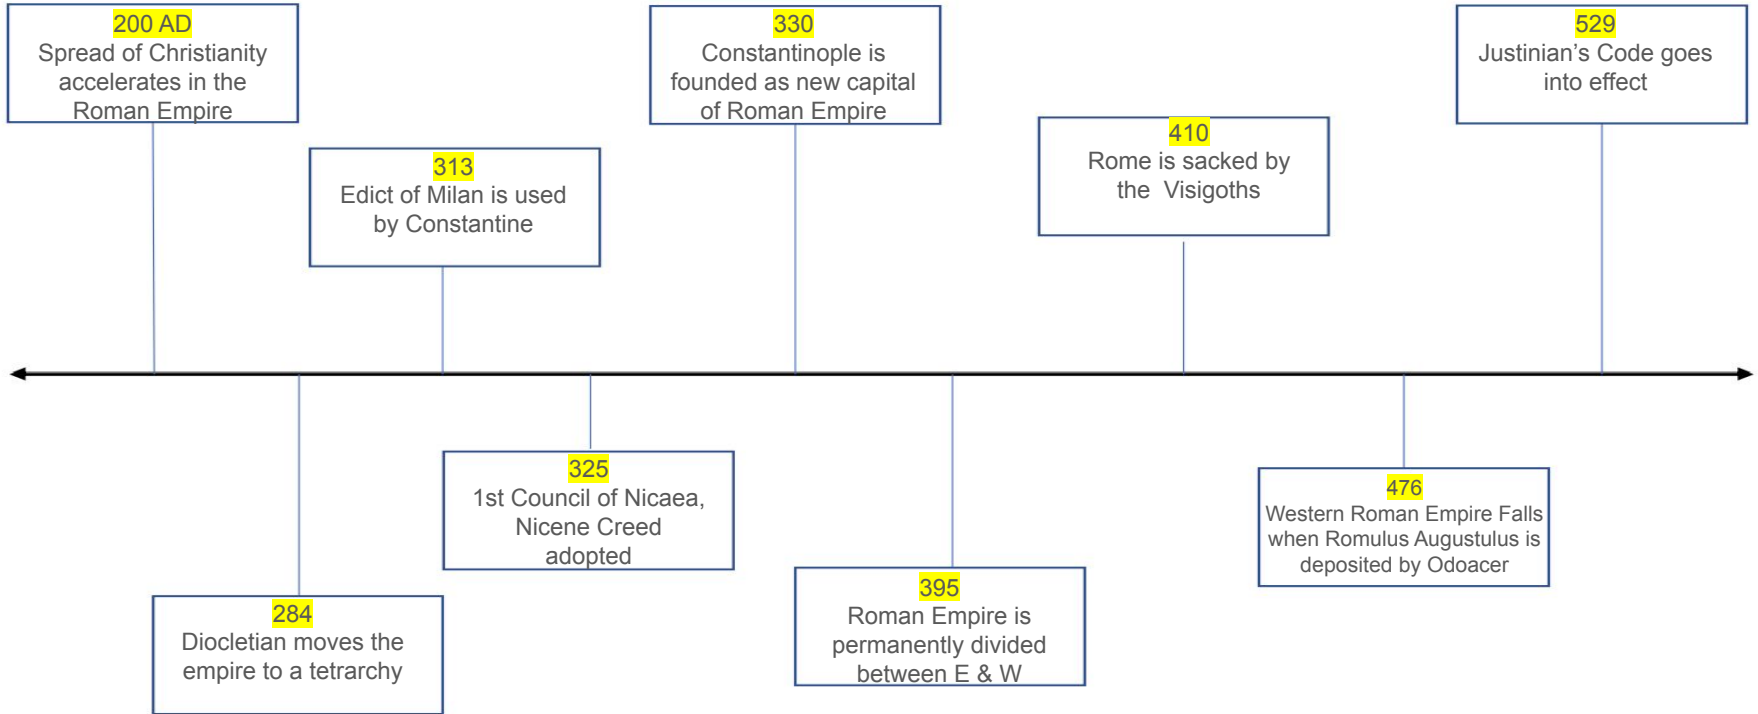 200 AD
Spread of Christianity
accelerates in the
Roman Empire
284
Diocletian moves the
empire to a tetrarchy
313
Edict of Milan is used
by Constantine
325
1st Council of Nicaea,
Nicene Creed
adopted
330
Constantinople is
founded as new capital
of Roman Empire
395
Roman Empire is
permanently divided
between E & W
410
Rome is sacked by
the Visigoths
476
Western Roman Empire Falls
when Romulus Augustulus is
deposited by Odoacer
529
Justinian’s Code goes
into effect